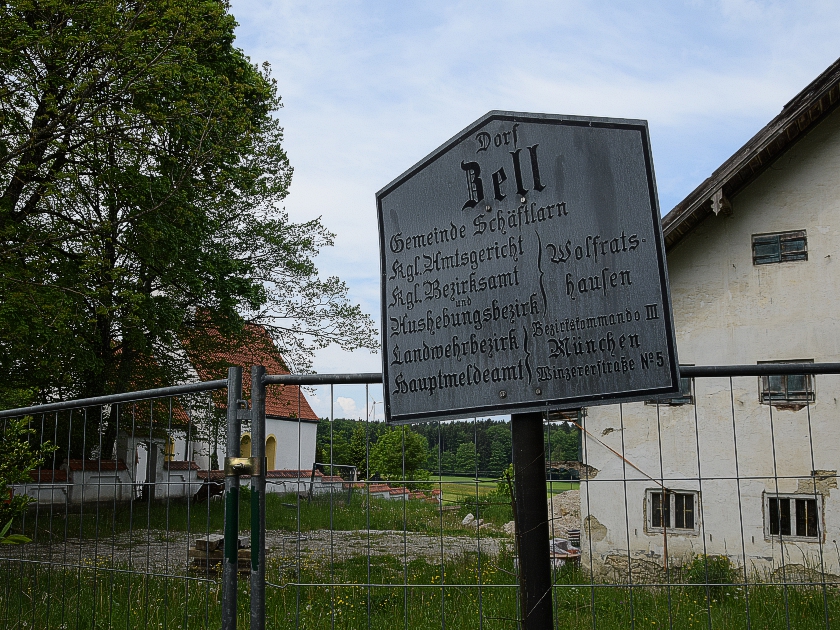 Dorf
Zell
Gemeinde Schäftlarn
Kgl. Amtsgericht
Kgl. Bezirksamt
und
Aushebungsbezirk
Wolfrats-
hausen
Landwehrbezirk
Hauptmeldeamt
Bezirkskommando III
München
Winzererstraße Nº 5